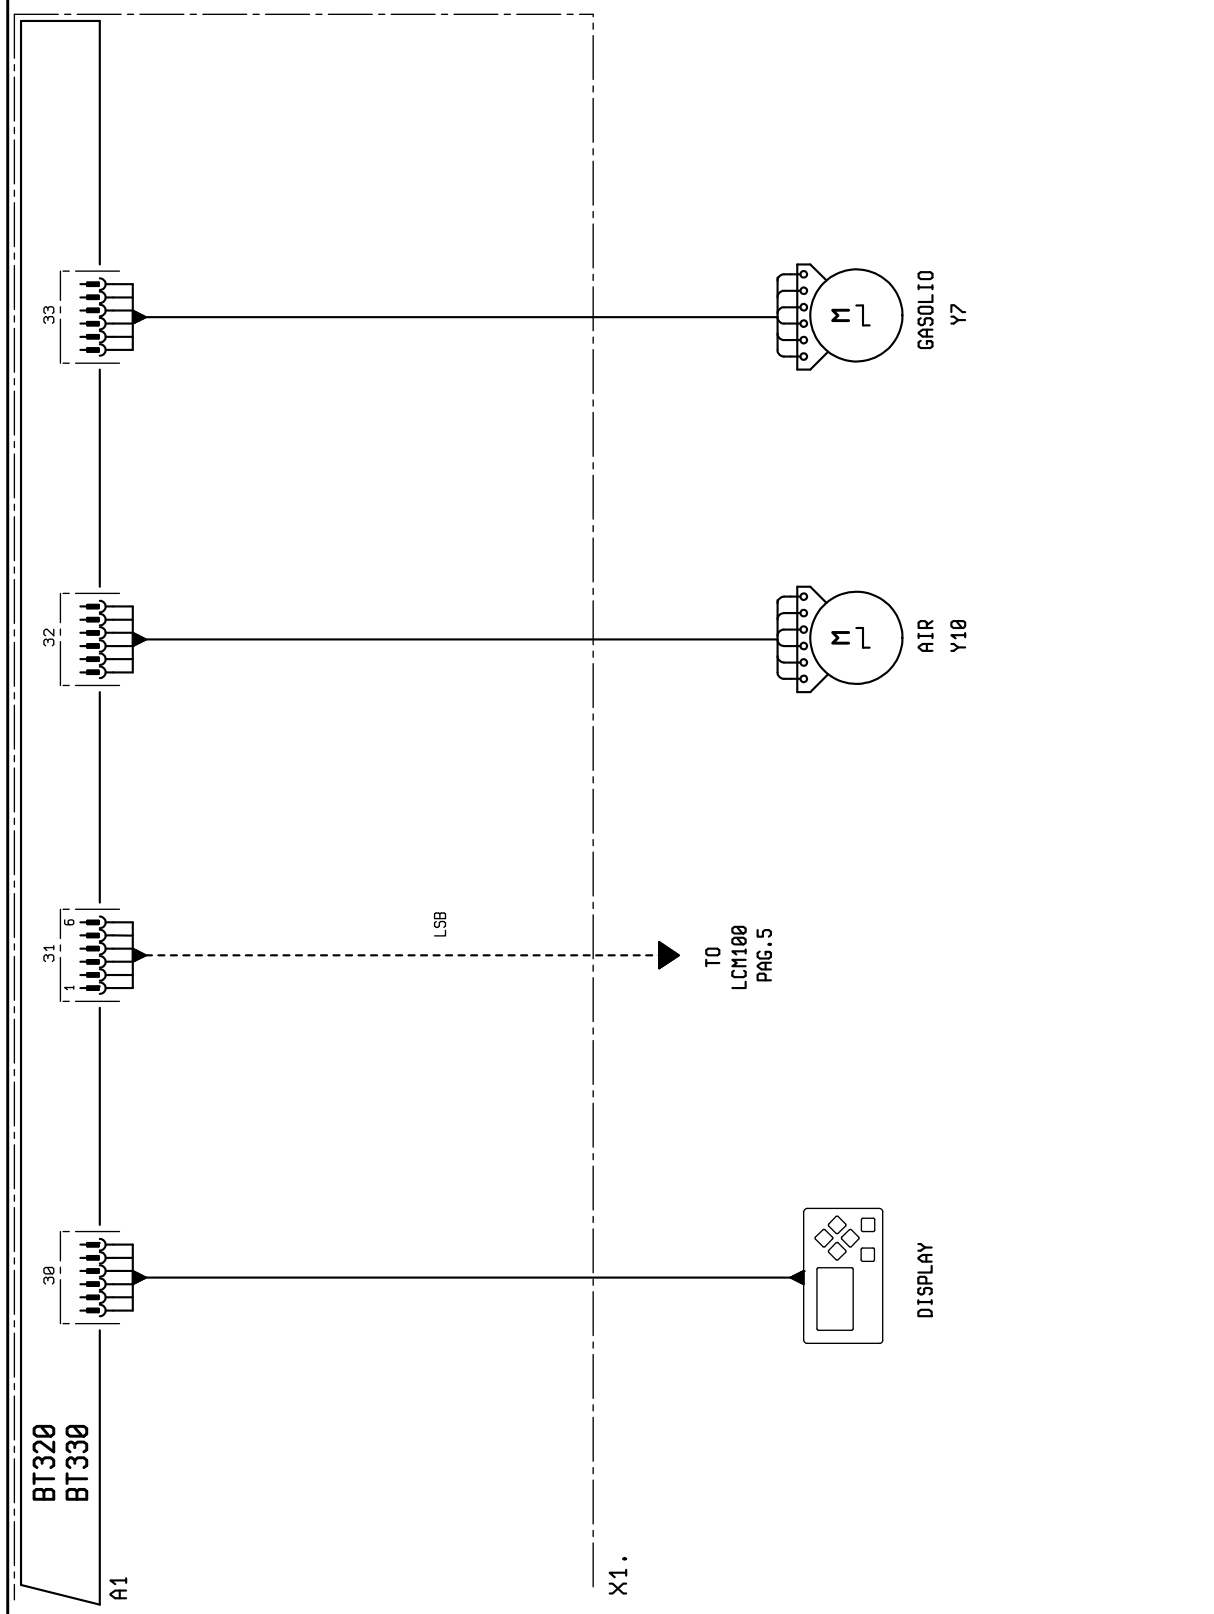 BT320
BT330
A1
30
31
32
33
1
6
LSB
X1.
TO
LCM100
PAG.5
M
M
DISPLAY
AIR
Y10
GASOLIO
Y7